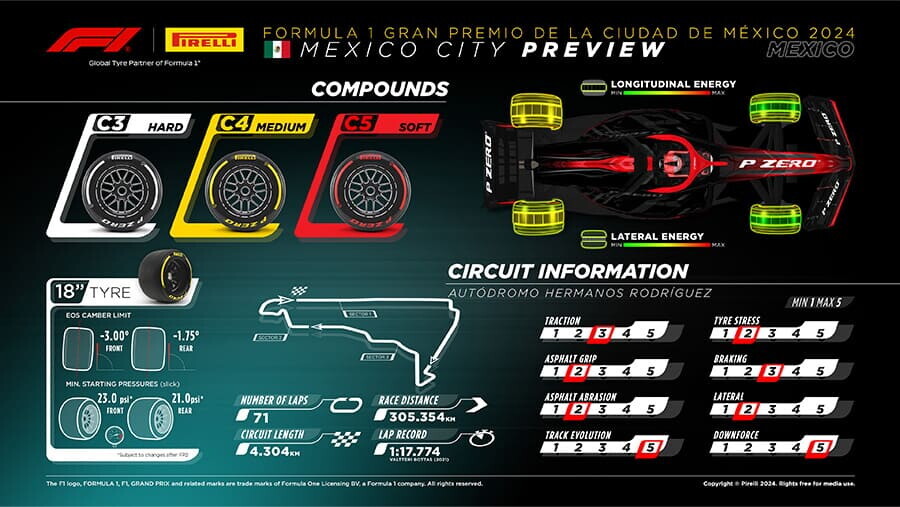 F1
PIRELLI
Global Tyre Partner of Formula 1®
FORMULA 1 GRAN PREMIO DE LA CIUDAD DE MÉXICO 2024
MEXICO CITY PREVIEW
MEXICO
COMPOUNDS
C3 HARD
C4 MEDIUM
C5 SOFT
PIRELLI
P ZERO
PIRELLI
P ZERO
PIRELLI
P ZERO
LONGITUDINAL ENERGY
MIN MAX
P ZERO
P ZERO
P ZERO
P ZERO
LATERAL ENERGY
MIN MAX
18” TYRE
EOS CAMBER LIMIT
-3.00° FRONT
-1.75° REAR
MIN. STARTING PRESSURES (slick)
23.0 psi* FRONT
21.0 psi* REAR
*Subject to changes after FP2
SECTOR 1
SECTOR 2
SECTOR 3
NUMBER OF LAPS
71
RACE DISTANCE
305.354 KM
CIRCUIT LENGTH
4.304 KM
LAP RECORD
1:17.774
VALTTERI BOTTAS (2021)
CIRCUIT INFORMATION
AUTÓDROMO HERMANOS RODRÍGUEZ
MIN 1 MAX 5
TRACTION
1 2 3 4 5
TYRE STRESS
1 2 3 4 5
ASPHALT GRIP
1 2 3 4 5
BRAKING
1 2 3 4 5
ASPHALT ABRASION
1 2 3 4 5
LATERAL
1 2 3 4 5
TRACK EVOLUTION
1 2 3 4 5
DOWNFORCE
1 2 3 4 5
The F1 logo, FORMULA 1, F1, GRAND PRIX and related marks are trade marks of Formula One Licensing BV, a Formula 1 company. All rights reserved.
Copyright © Pirelli 2024. Rights free for media use.